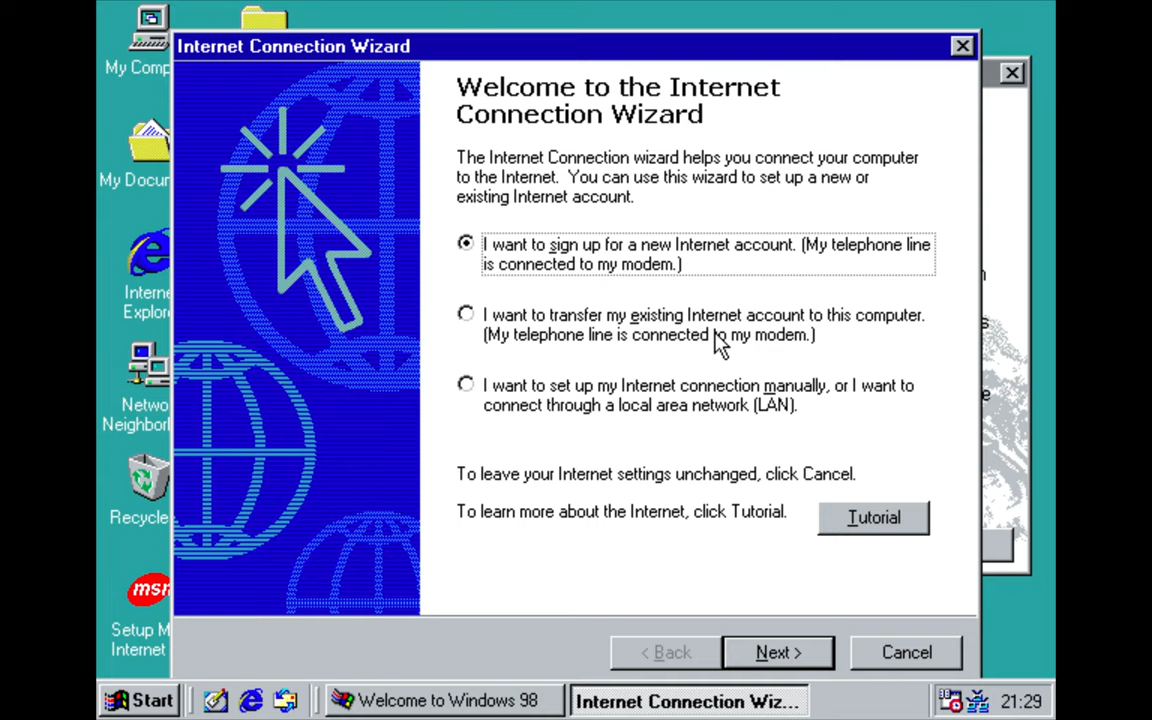 My Comp
Internet Connection Wizard
Welcome to the Internet
Connection Wizard
The Internet Connection wizard helps you connect your computer
to the Internet. You can use this wizard to set up a new or
existing Internet account.
My Docum
I want to sign up for a new Internet account. (My telephone line
is connected to my modem.)
Interne
Explor
I want to transfer my existing Internet account to this computer.
(My telephone line is connected to my modem.)
I want to set up my Internet connection manually, or I want to
connect through a local area network (LAN).
Netwo
Neighborh
To leave your Internet settings unchanged, click Cancel.
To learn more about the Internet, click Tutorial.
Tutorial
Recycle
msn
Setup M
Internet
< Back
Next >
Cancel
Start
Welcome to Windows 98
Internet Connection Wiz...
21:29